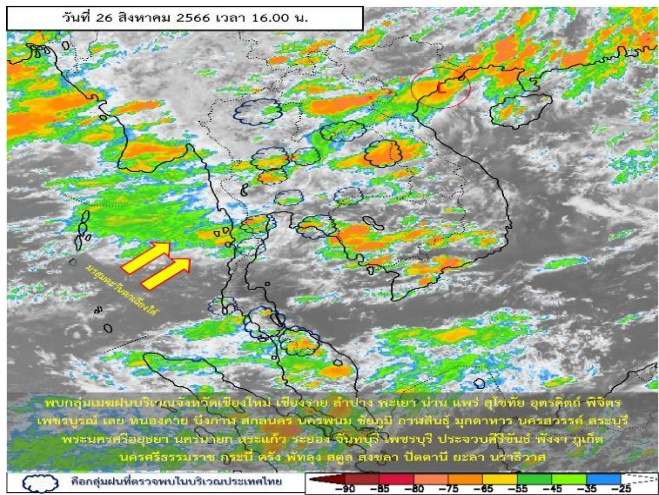 วันที่ 26 สิงหาคม 2566 เวลา 16.00 น.
L
มรสุมตะวันตกเฉียงใต้
พบกลุ่มเมฆฝนบริเวณจังหวัดเชียงใหม่ เชียงราย ลำปาง พะเยา น่าน แพร่ สุโขทัย อุตรดิตถ์ พิจิตร
เพชรบูรณ์ เลย หนองคาย บึงกาฬ สกลนคร นครพนม ชัยภูมิ กาฬสินธุ์ มุกดาหาร นครสวรรค์ สระบุรี
พระนครศรีอยุธยา นครนายก สระแก้ว ระยอง จันทบุรี เพชรบุรี ประจวบคีรีขันธ์ พังงา ภูเก็ต
นครศรีธรรมราช กระบี่ ตรัง พัทลุง สตูล สงขลา ปัตตานี ยะลา นราธิวาส
คือกลุ่มฝนที่ตรวจพบในบริเวณประเทศไทย
-90 -85 -80 -75 -65 -55 -45 -35 -25